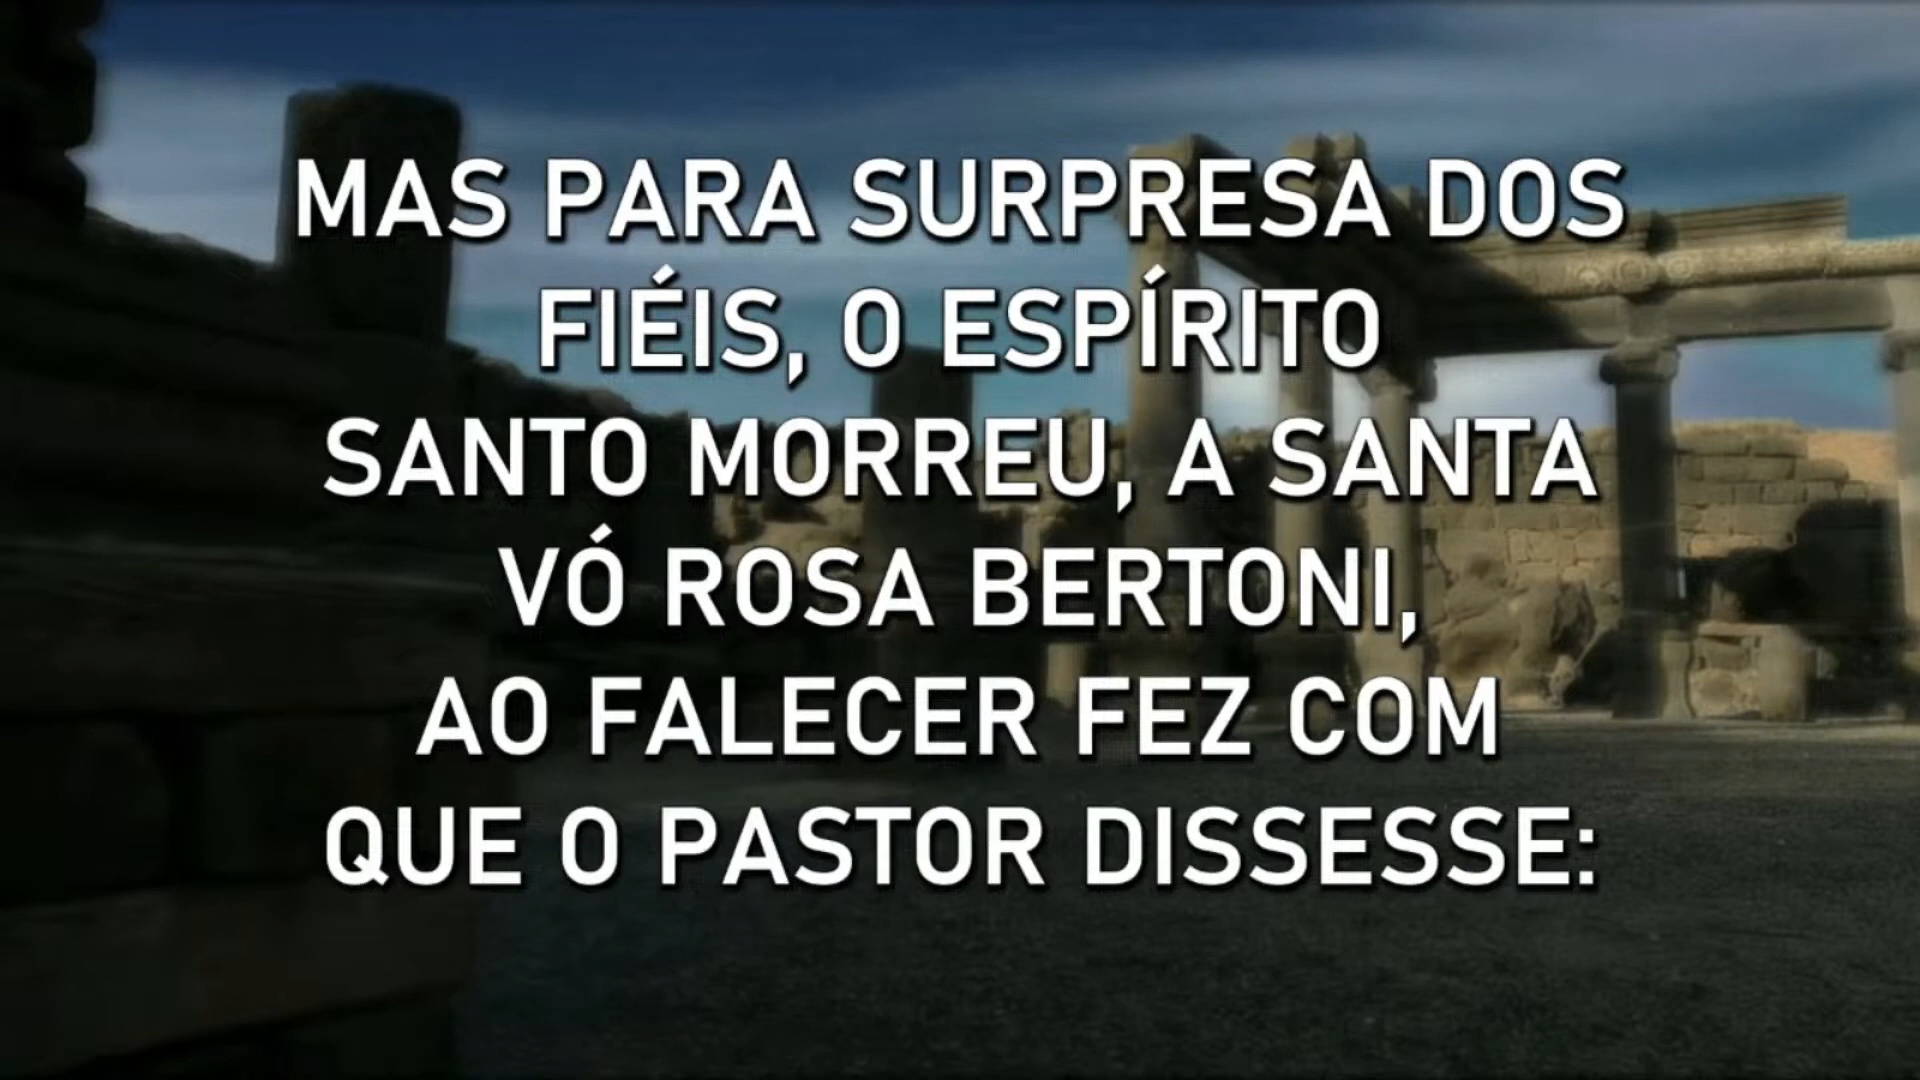 MAS PARA SURPRESA DOS
FIÉIS, O ESPÍRITO
SANTO MORREU, A SANTA
VÓ ROSA BERTONI,
AO FALECER FEZ COM
QUE O PASTOR DISSESSE: